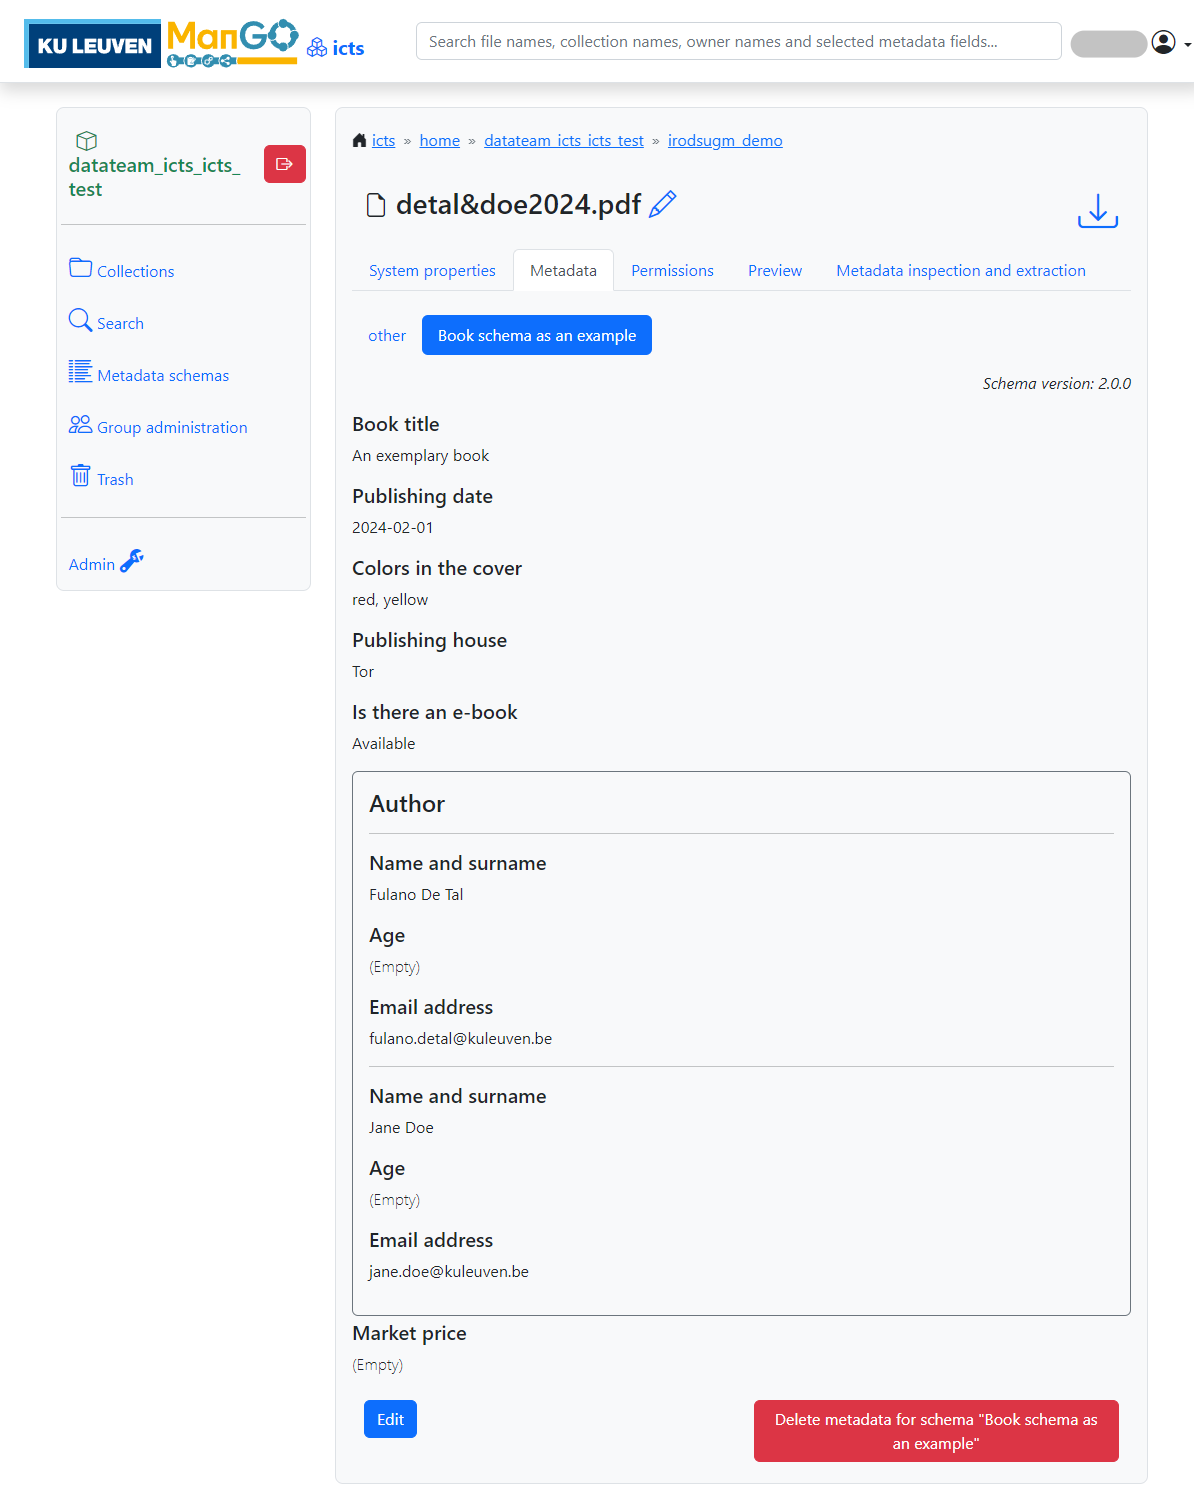 KU LEUVEN
ManGO
icts
Search file names, collection names, owner names and selected metadata fields...
datateam_icts_icts_
test
Collections
Search
Metadata schemas
Group administration
Trash
Admin
icts » home » datateam_icts_icts_test » irodsugm_demo
detal&doe2024.pdf
System properties Metadata Permissions Preview Metadata inspection and extraction
other Book schema as an example
Schema version: 2.0.0
Book title
An exemplary book
Publishing date
2024-02-01
Colors in the cover
red, yellow
Publishing house
Tor
Is there an e-book
Available
Author
Name and surname
Fulano De Tal
Age
(Empty)
Email address
fulano.detal@kuleuven.be
Name and surname
Jane Doe
Age
(Empty)
Email address
jane.doe@kuleuven.be
Market price
(Empty)
Edit
Delete metadata for schema "Book schema as
an example"